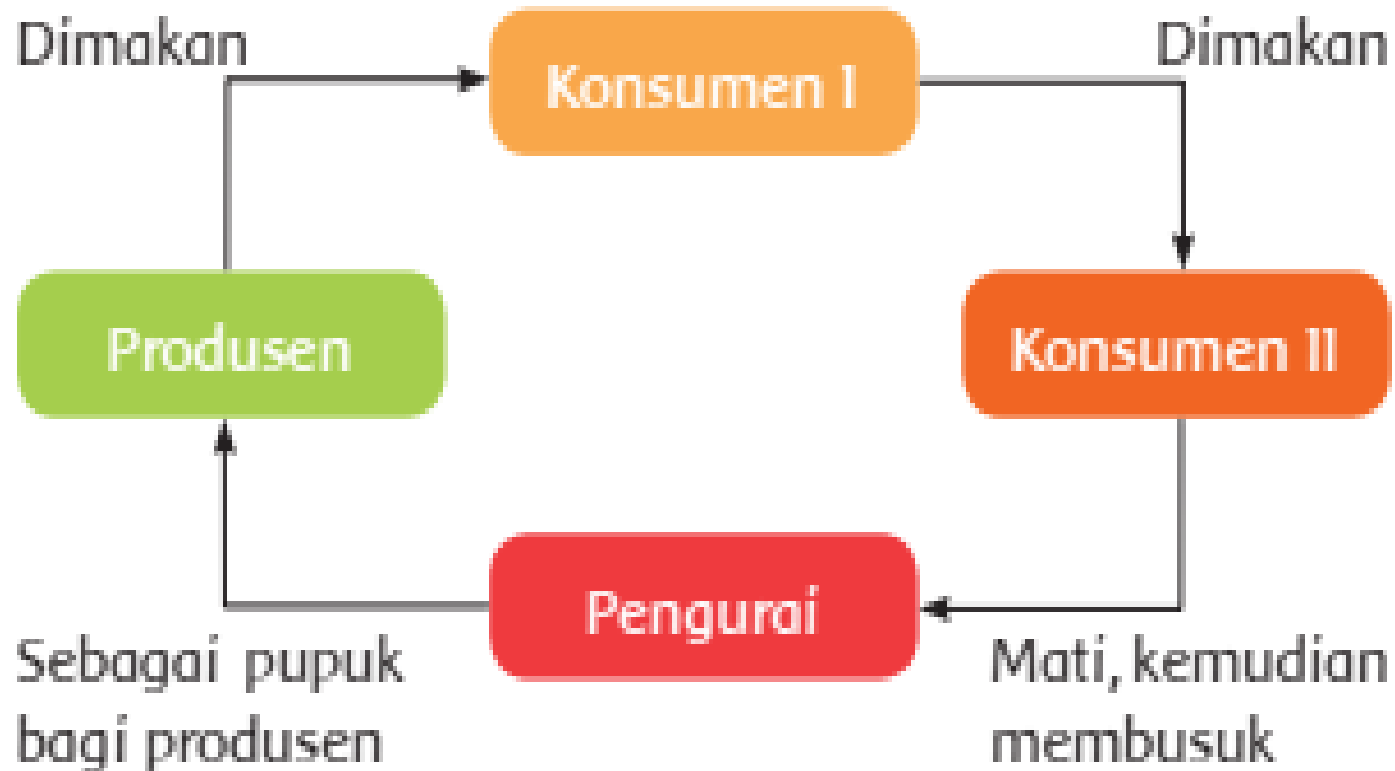 Dimakan
Konsumen I
Dimakan
Produsen
Konsumen II
Pengurai
Sebagai pupuk
bagi produsen
Mati, kemudian
membusuk